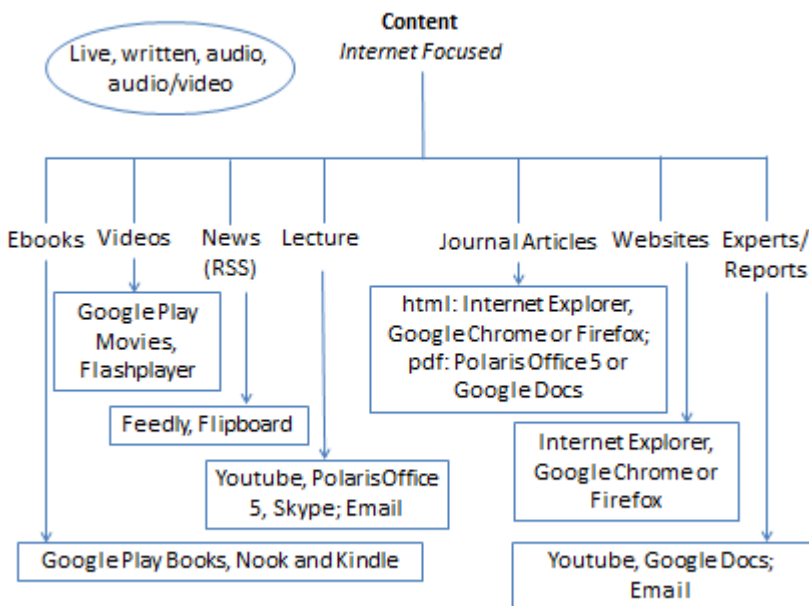 Content
Internet Focused
Live, written, audio,
audio/video
Ebooks
Videos
News
(RSS)
Lecture
Journal Articles
Websites
Experts/
Reports
Google Play
Movies,
Flashplayer
html: Internet Explorer,
Google Chrome or Firefox;
pdf: Polaris Office 5 or
Google Docs
Feedly, Flipboard
Internet Explorer,
Google Chrome or
Firefox
Youtube, Polaris Office
5, Skype; Email
Google Play Books, Nook and Kindle
Youtube, Google Docs;
Email